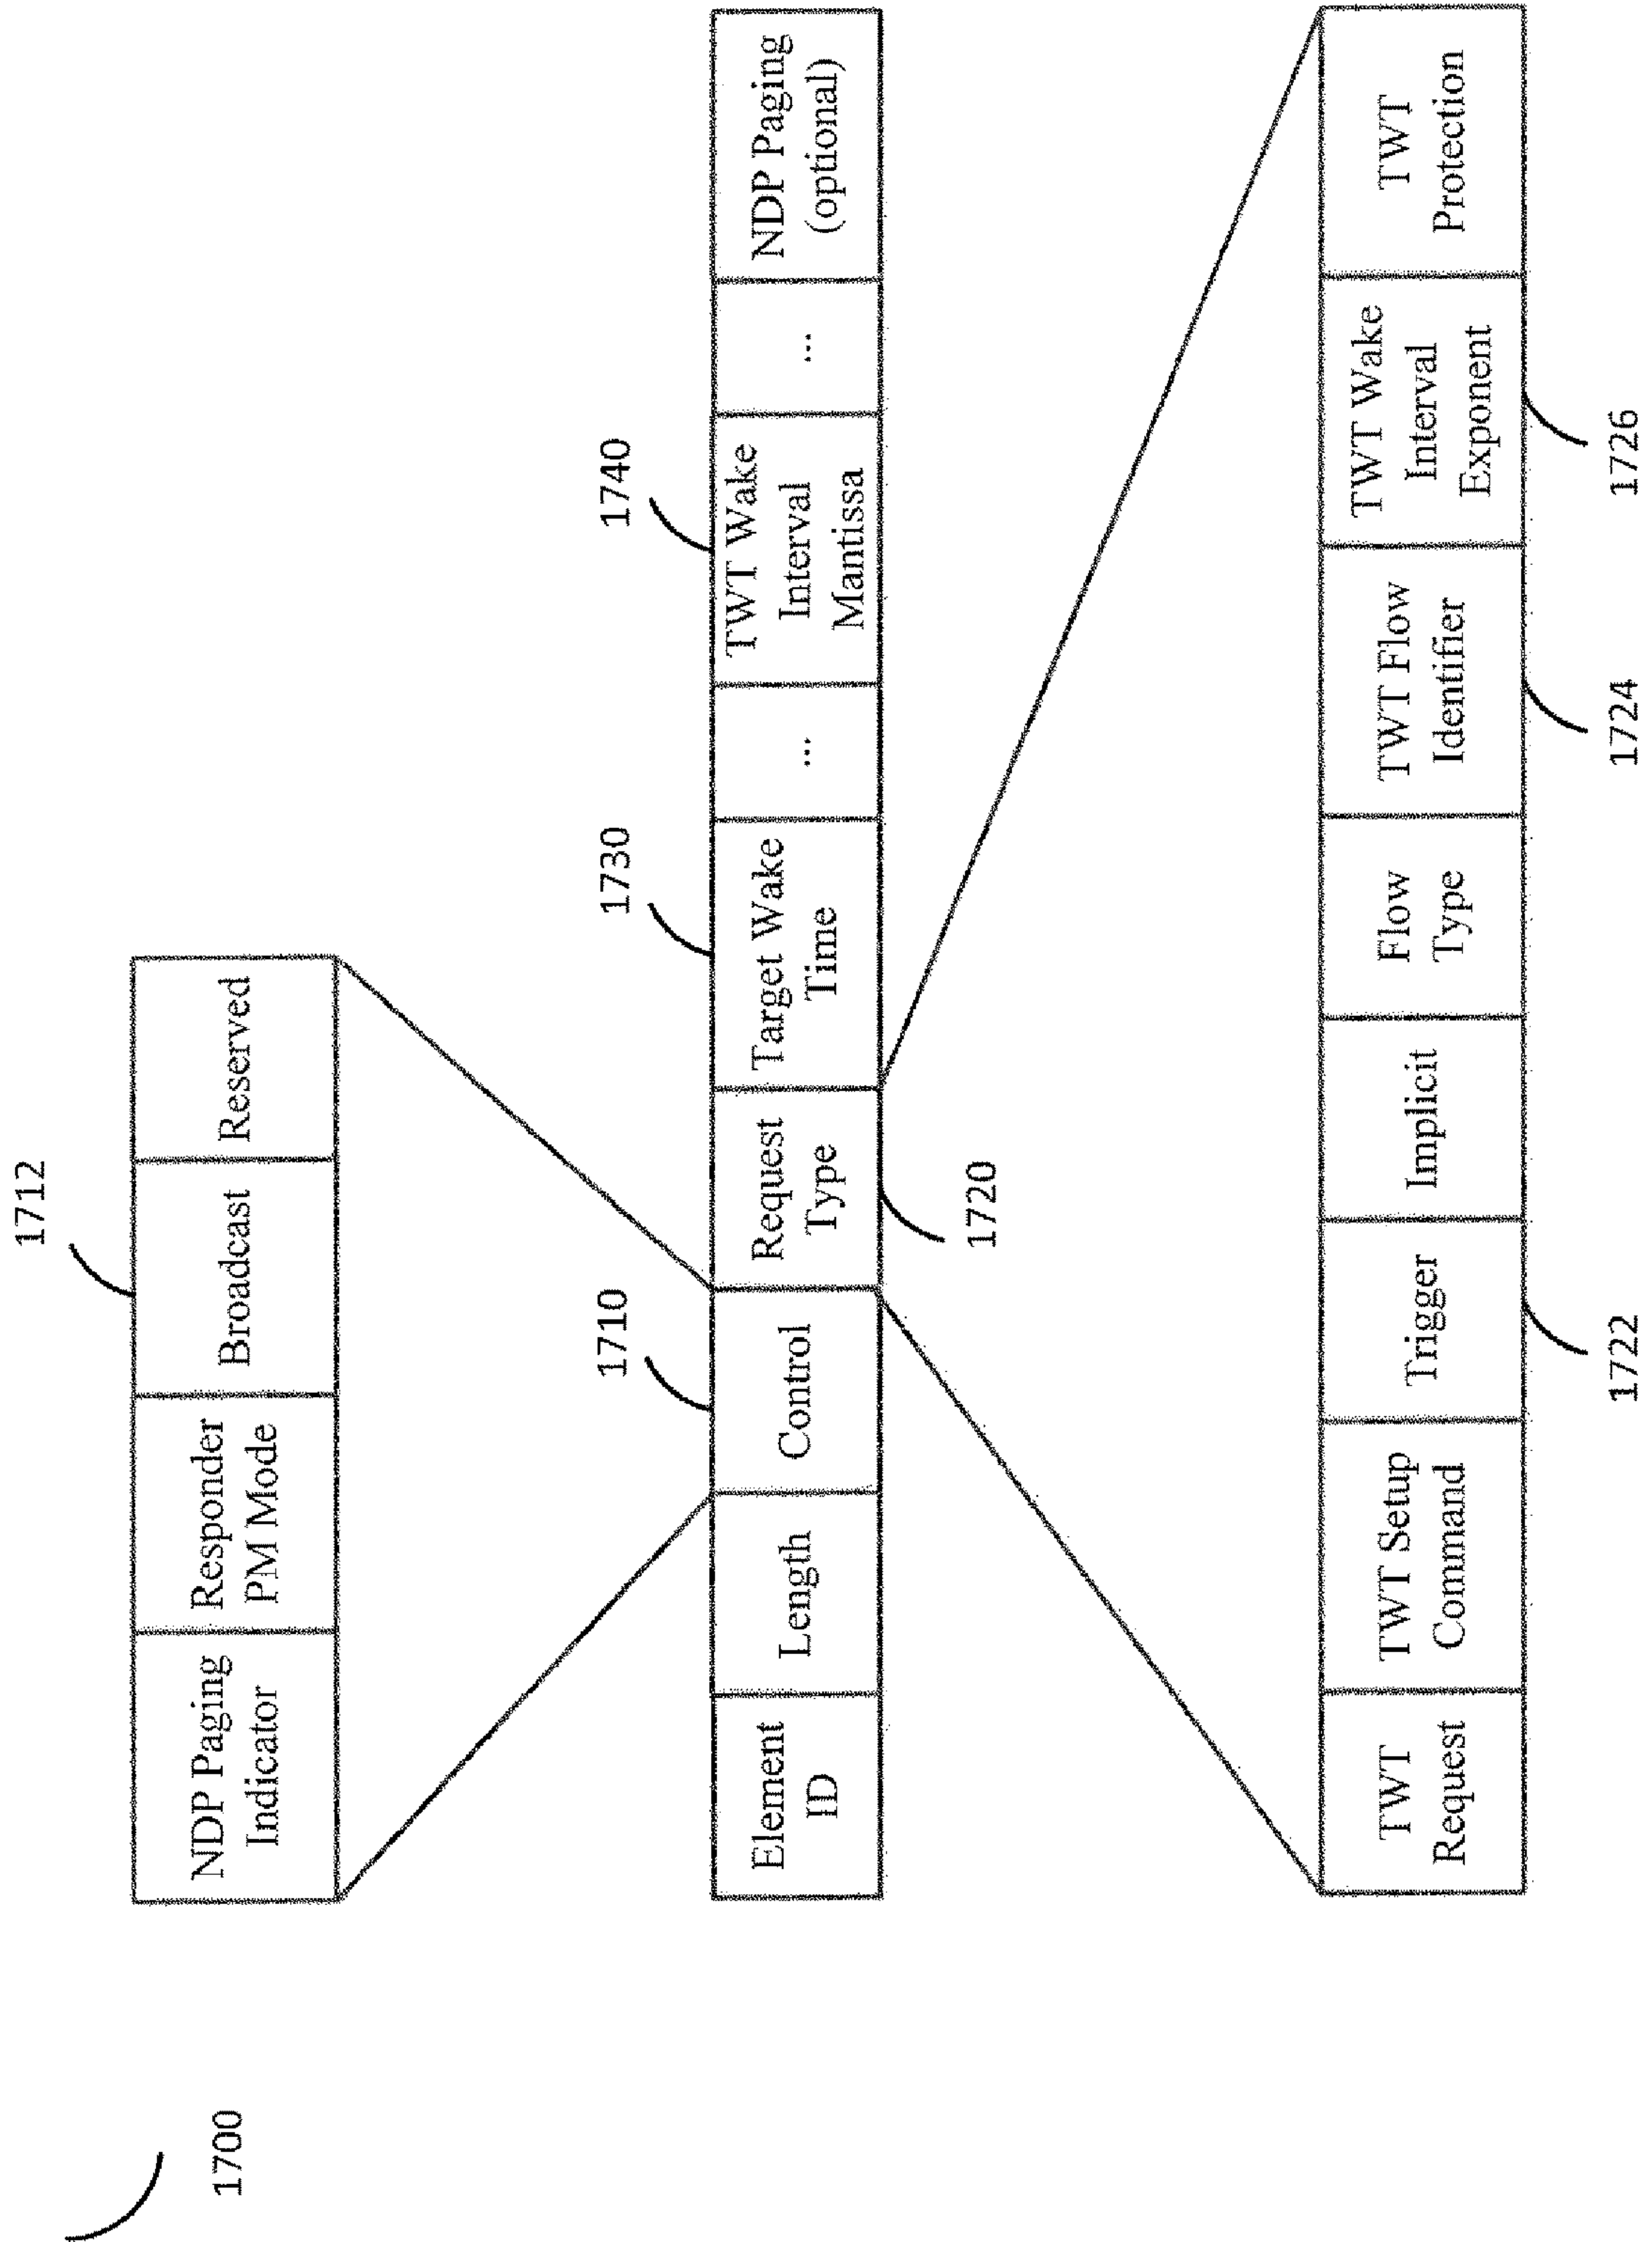 1700
1712
NDP Paging
Indicator
Responder
PM Mode
Broadcast
Reserved
1710
1730
1740
Element
ID
Length
Control
Request
Type
Target Wake
Time
...
TWT Wake
Interval
Mantissa
...
NDP Paging
(optional)
1720
TWT
Request
TWT Setup
Command
Trigger
Implicit
Flow
Type
TWT Flow
Identifier
TWT Wake
Interval
Exponent
TWT
Protection
1722
1724
1726